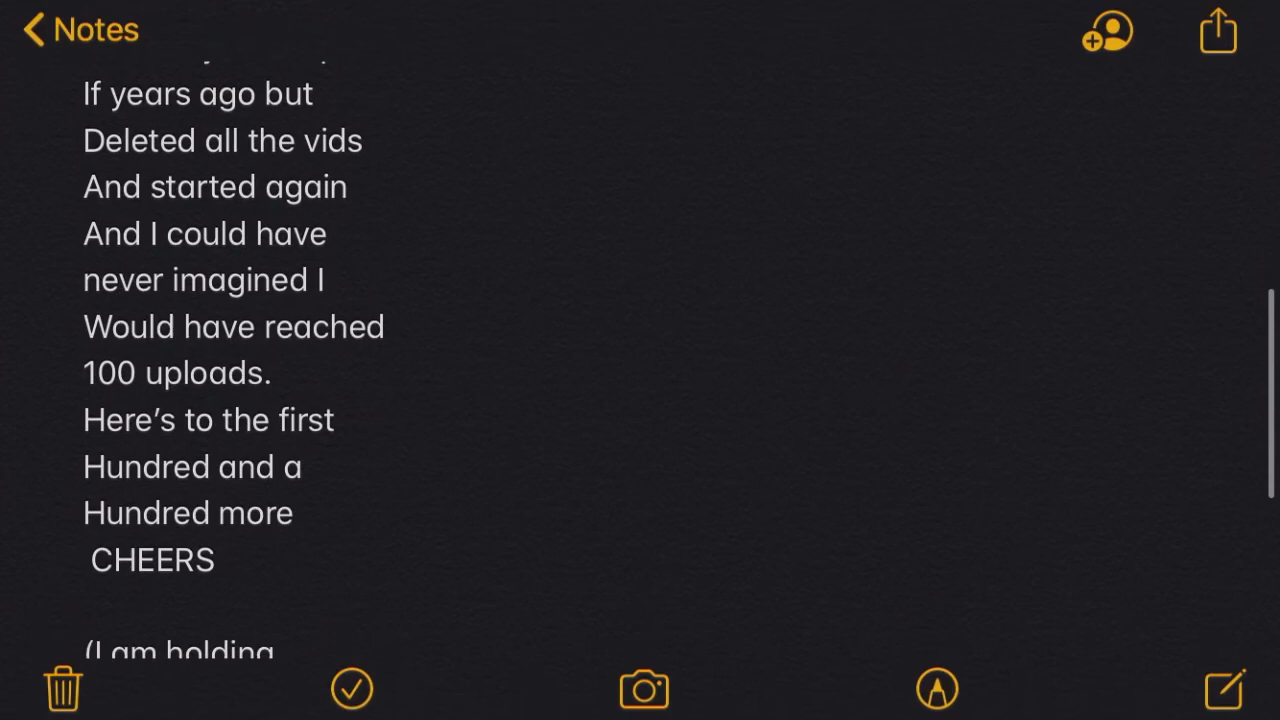 Notes
If years ago but
Deleted all the vids
And started again
And I could have
never imagined I
Would have reached
100 uploads.
Here's to the first
Hundred and a
Hundred more
CHEERS
(I am holding